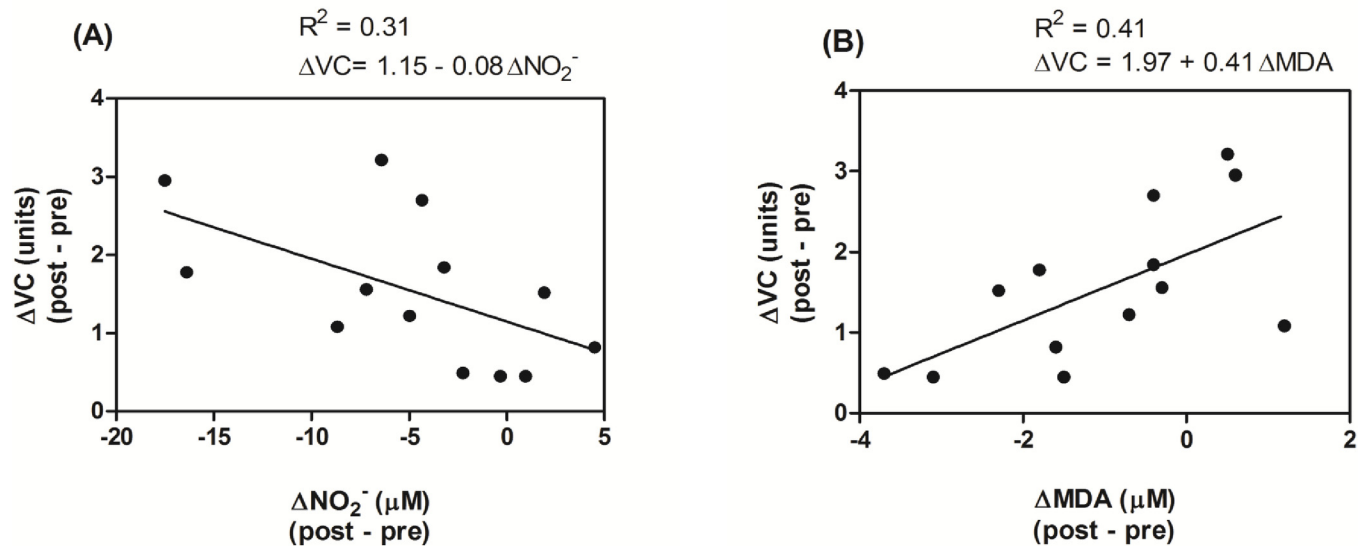 (A)
R² = 0.31
ΔVC= 1.15 - 0.08 ΔNO₂⁻
4
3
2
1
0
-20
-15
-10
-5
0
5
ΔVC (units)
(post - pre)
ΔNO₂⁻ (μM)
(post - pre)
(B)
R² = 0.41
ΔVC = 1.97 + 0.41 ΔMDA
4
3
2
1
0
-4
-2
0
2
ΔVC (units)
(post - pre)
ΔMDA (μM)
(post - pre)